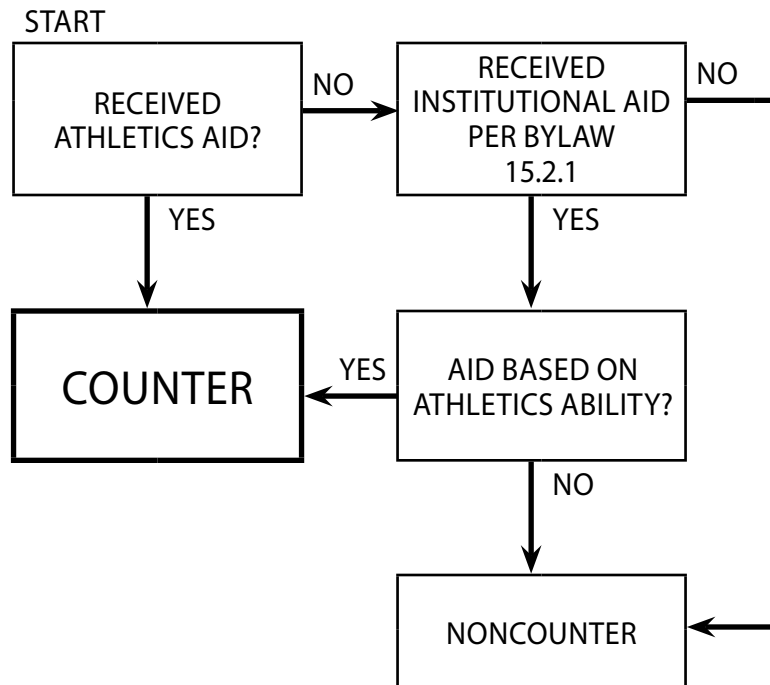 START
RECEIVED
ATHLETICS AID?
NO
RECEIVED
INSTITUTIONAL AID
PER BYLAW
15.2.1
NO
YES
YES
COUNTER
YES
AID BASED ON
ATHLETICS ABILITY?
NO
NONCOUNTER